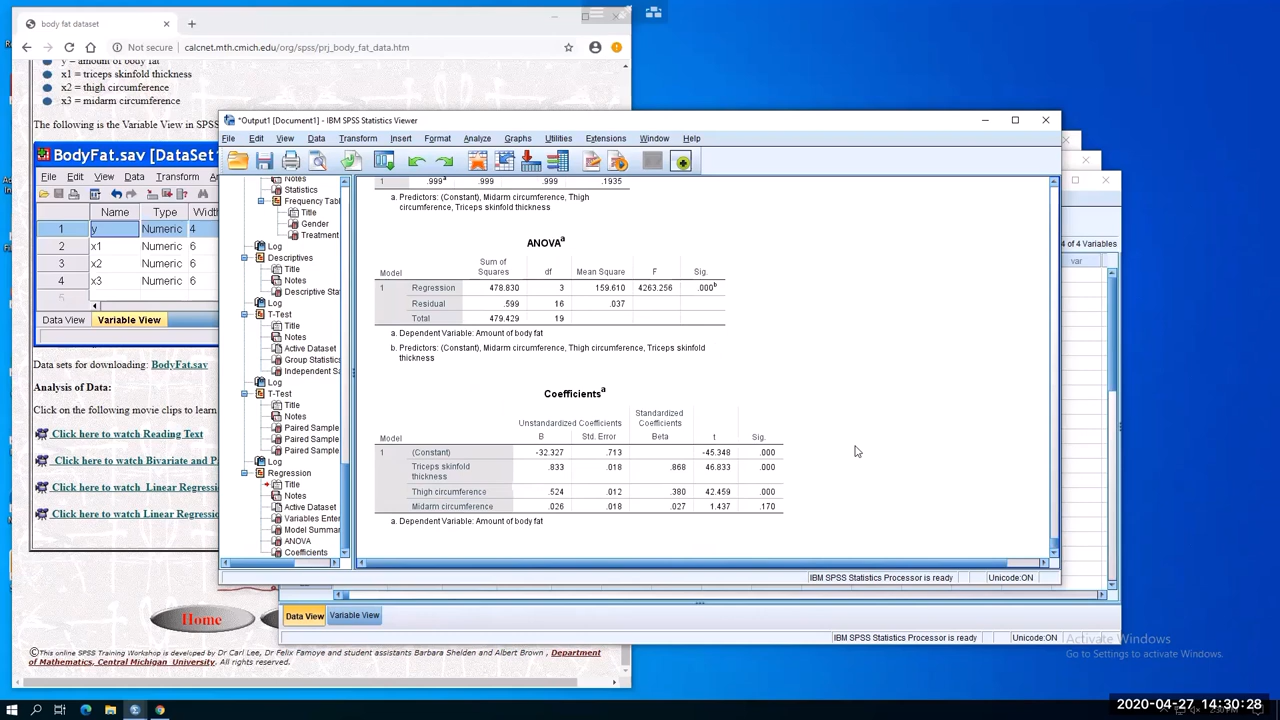 body fat dataset
Not secure
calcnet.mth.cmich.edu/org/spss/prj_body_fat_data.htm
y = amount of body fat
x1 = triceps skinfold thickness
x2 = thigh circumference
x3 = midarm circumference
The following is the Variable View in SPS
BodyFat.sav [DataSet
File Edit View Data Transform
Name Type Width
1 y Numeric 4
2 x1 Numeric 6
3 x2 Numeric 6
4 x3 Numeric 6
5
Data View Variable View
Data sets for downloading: BodyFat.sav
Analysis of Data:
Click on the following movie clips to learn
Click here to watch Reading Text
Click here to watch Bivariate and P
Click here to watch Linear Regressi
Click here to watch Linear Regressi
Home
©This online SPSS Training Workshop is developed by Dr Carl Lee, Dr Felix Famoye and student assistants Barbara Shelden and Albert Brown , Department
of Mathematics, Central Michigan University. All rights reserved.
*Output1 [Document1] - IBM SPSS Statistics Viewer
File Edit View Data Transform Insert Format Analyze Graphs Utilities Extensions Window Help
Notes
Statistics
Frequency Tabl
Title
Gender
Treatment
Log
Descriptives
Title
Notes
Descriptive Sta
Log
T-Test
Title
Notes
Active Dataset
Group Statistics
Independent Sa
Log
T-Test
Title
Notes
Paired Sample
Paired Sample
Paired Sample
Log
Regression
Title
Notes
Active Dataset
Variables Enter
Model Summa
ANOVA
Coefficients
1 .999a .999 .999 .1935
a. Predictors: (Constant), Midarm circumference, Thigh
circumference, Triceps skinfold thickness
ANOVAa
Model Sum of Squares df Mean Square F Sig.
1 Regression 478.830 3 159.610 4263.256 .000b
Residual .599 16 .037
Total 479.429 19
a. Dependent Variable: Amount of body fat
b. Predictors: (Constant), Midarm circumference, Thigh circumference, Triceps skinfold
thickness
Coefficientsa
Unstandardized Coefficients Standardized Coefficients
Model B Std. Error Beta t Sig.
1 (Constant) -32.327 .713 -45.348 .000
Triceps skinfold thickness .833 .018 .868 46.833 .000
Thigh circumference .524 .012 .380 42.459 .000
Midarm circumference .026 .018 .027 1.437 .170
a. Dependent Variable: Amount of body fat
IBM SPSS Statistics Processor is ready Unicode:ON
4 of 4 Variables
var
Data View Variable View
IBM SPSS Statistics Processor is ready Unicode:ON
Activate Windows
Go to Settings to activate Windows.
2020-04-27 14:30:28